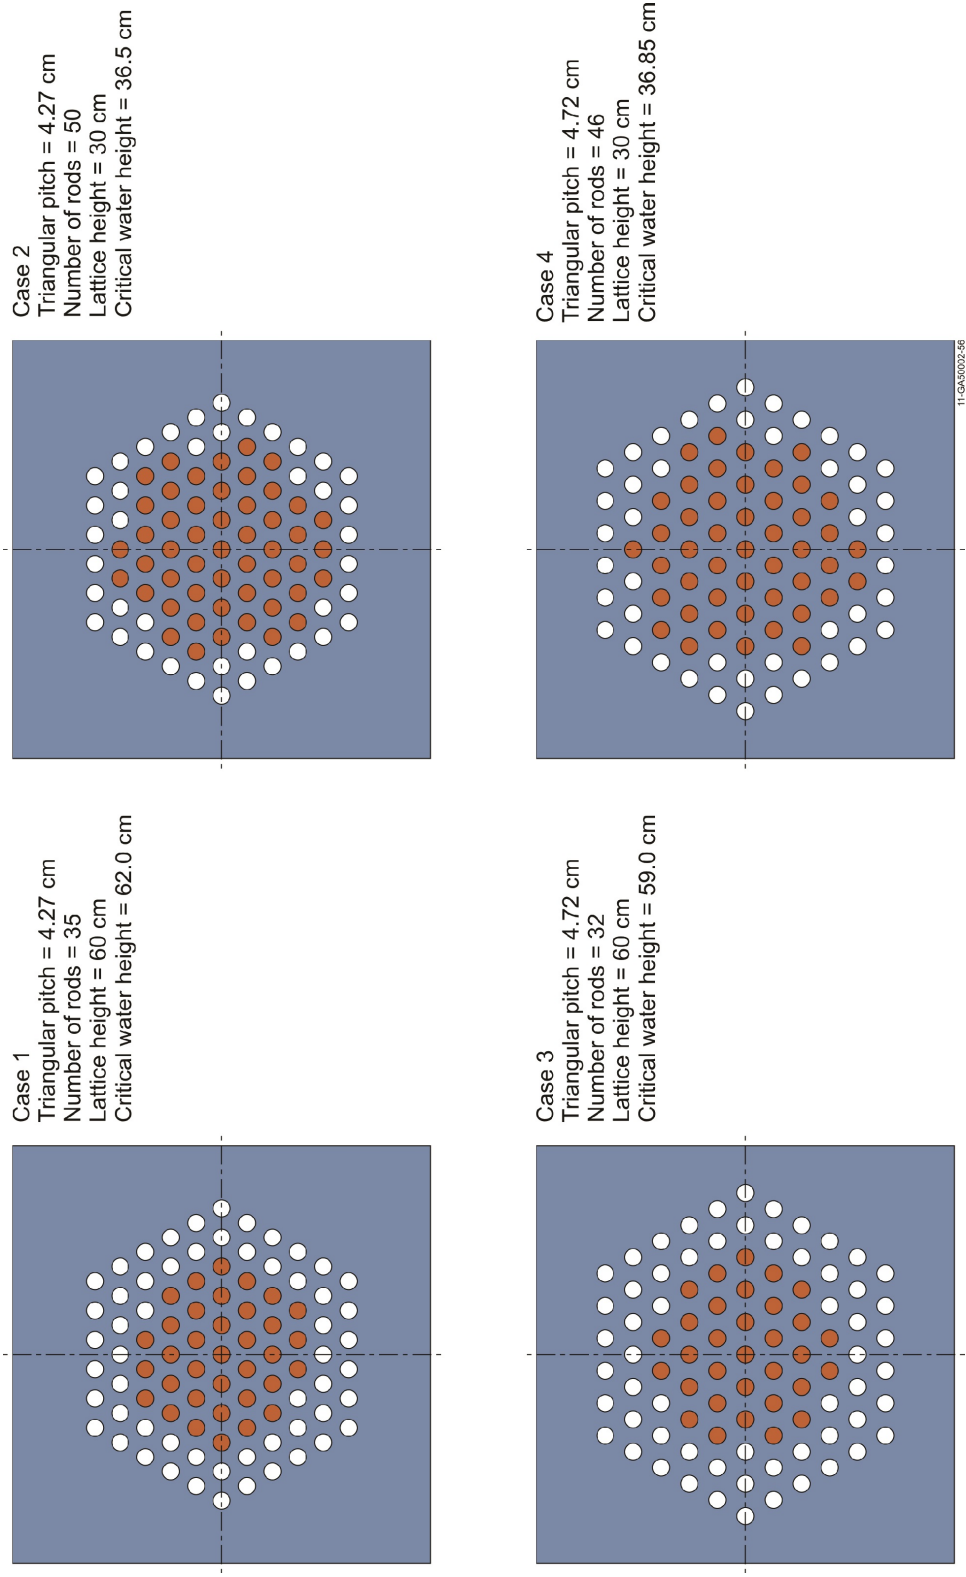 Case 1
Triangular pitch = 4.27 cm
Number of rods = 35
Lattice height = 60 cm
Critical water height = 62.0 cm
Case 2
Triangular pitch = 4.27 cm
Number of rods = 50
Lattice height = 30 cm
Critical water height = 36.5 cm
Case 3
Triangular pitch = 4.72 cm
Number of rods = 32
Lattice height = 60 cm
Critical water height = 59.0 cm
Case 4
Triangular pitch = 4.72 cm
Number of rods = 46
Lattice height = 30 cm
Critical water height = 36.85 cm
11-GA50002-56